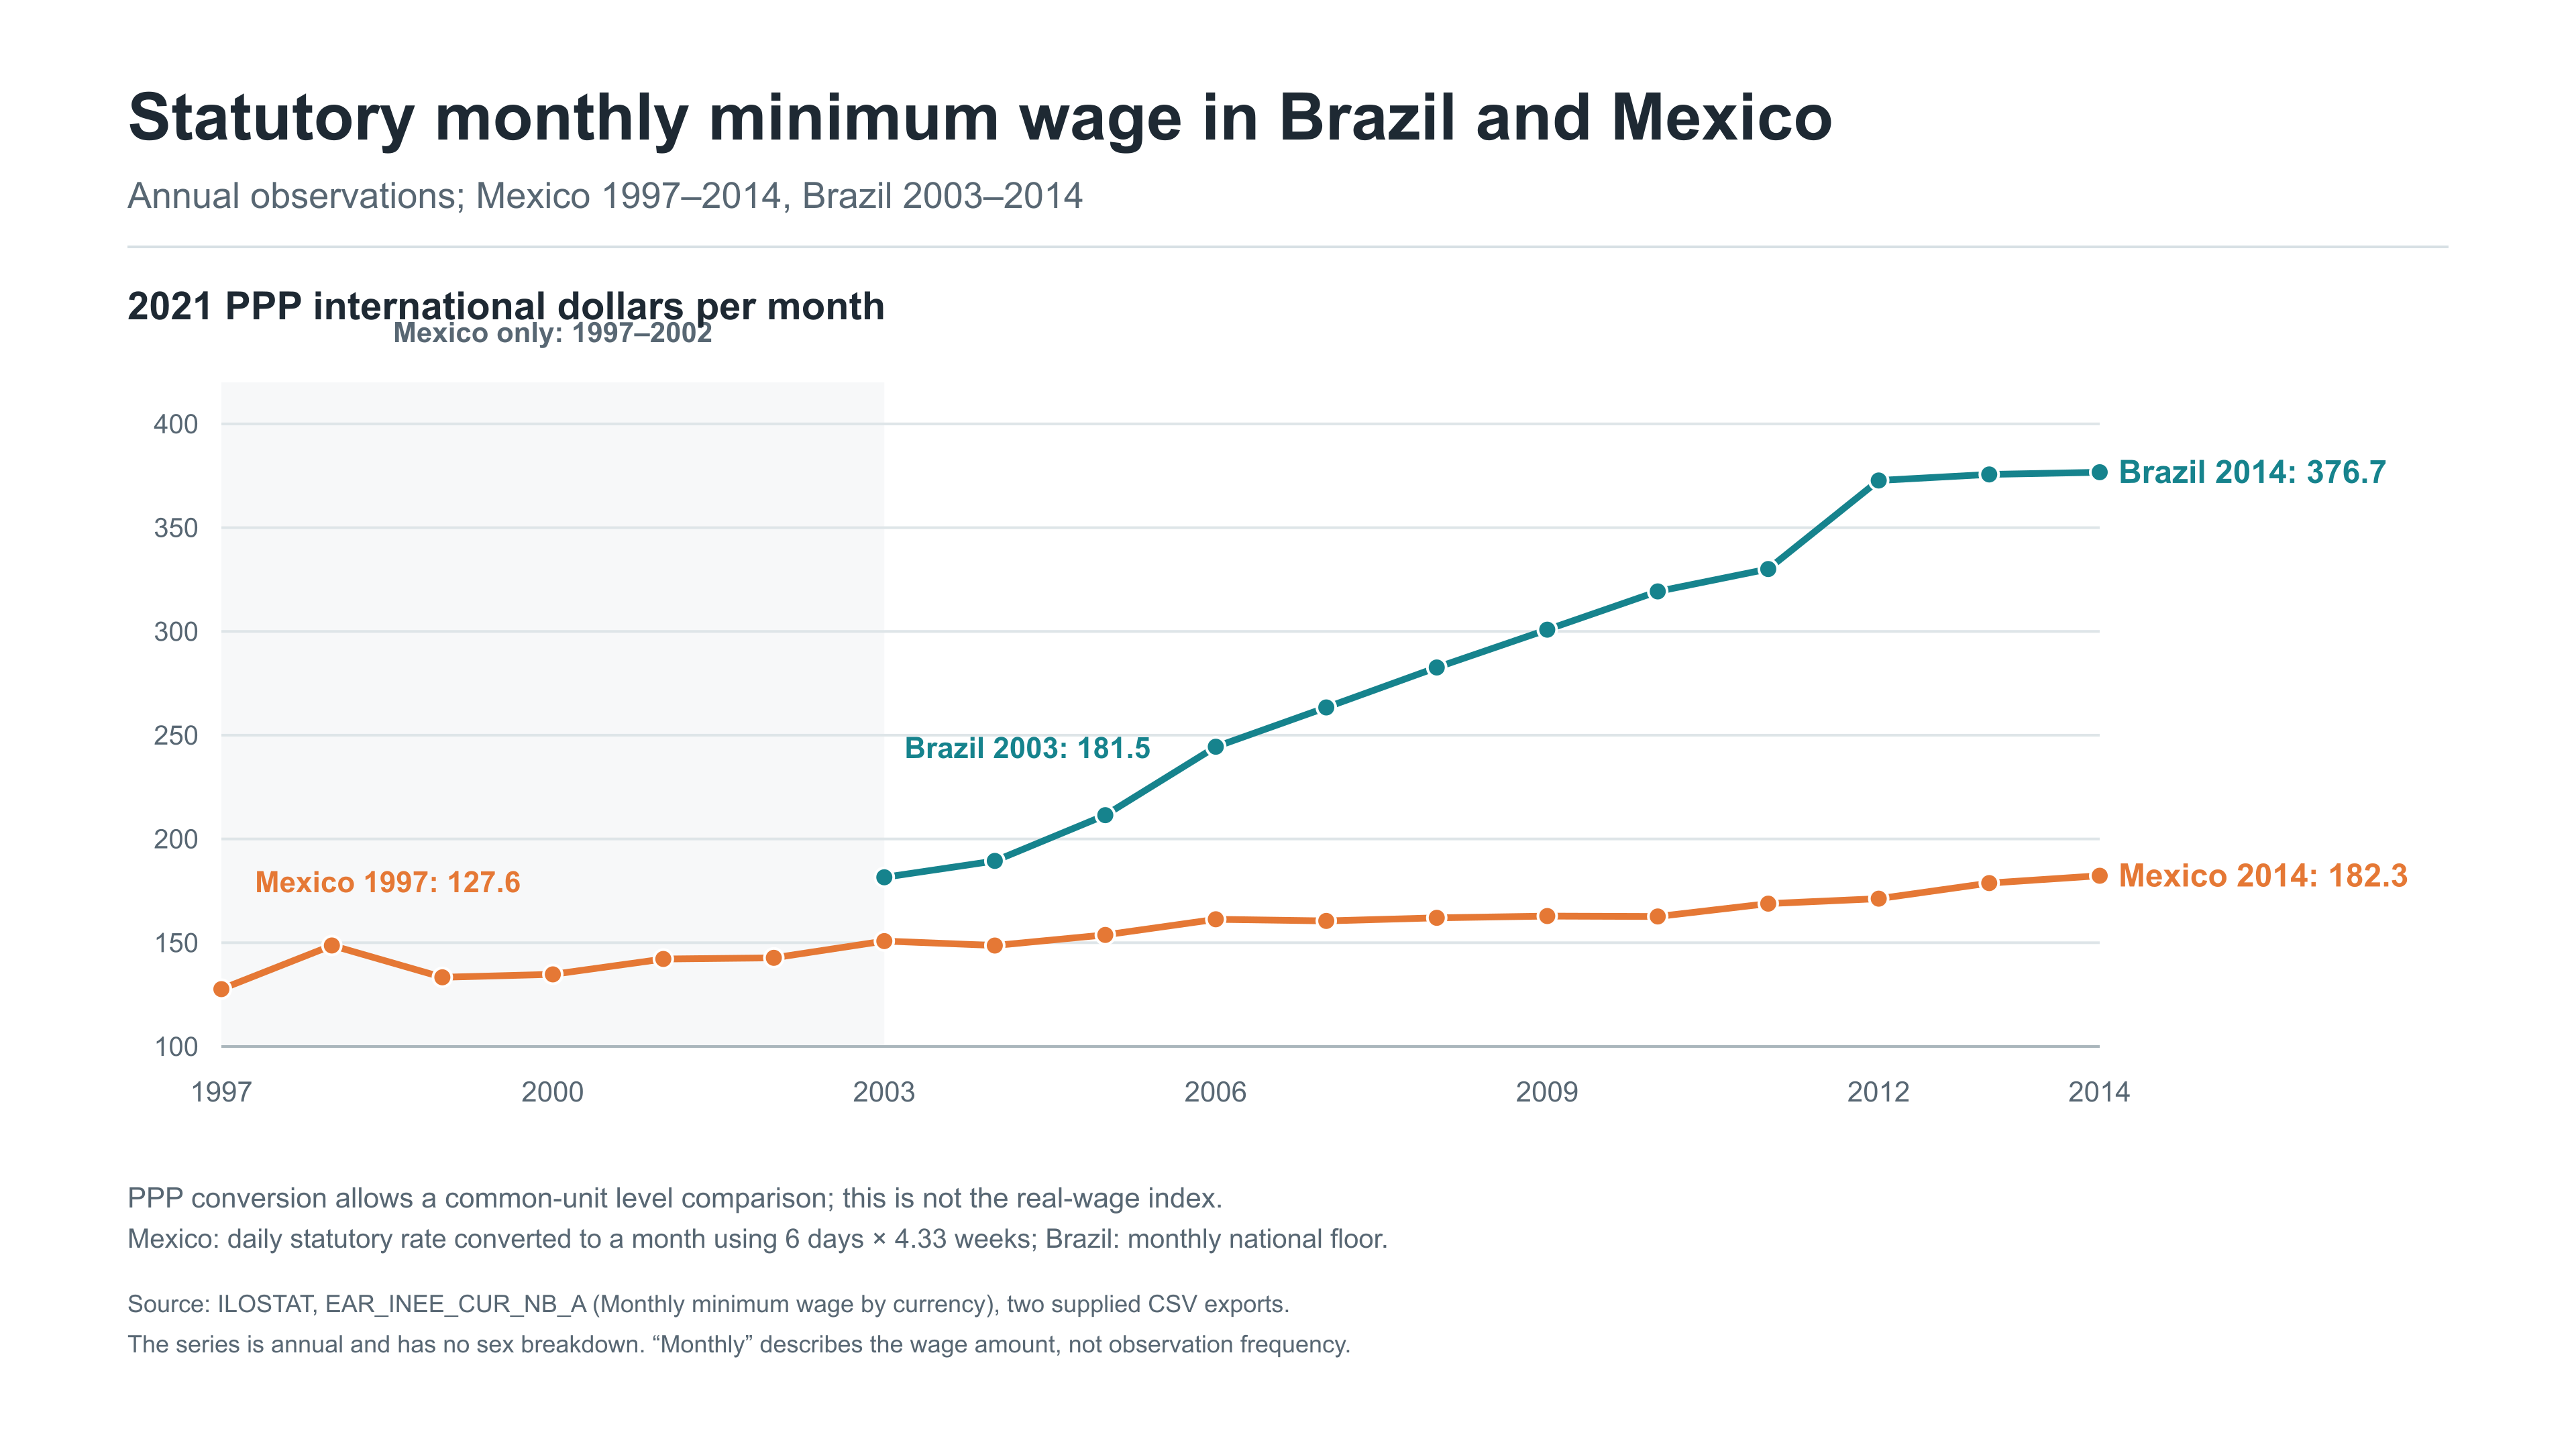 Statutory monthly minimum wage in Brazil and Mexico
Annual observations; Mexico 1997–2014, Brazil 2003–2014
2021 PPP international dollars per month
Mexico only: 1997–2002
400
350
300
250
200
150
100
Brazil 2014: 376.7
Brazil 2003: 181.5
Mexico 1997: 127.6
Mexico 2014: 182.3
1997 2000 2003 2006 2009 2012 2014
PPP conversion allows a common-unit level comparison; this is not the real-wage index.
Mexico: daily statutory rate converted to a month using 6 days × 4.33 weeks; Brazil: monthly national floor.
Source: ILOSTAT, EAR_INEE_CUR_NB_A (Monthly minimum wage by currency), two supplied CSV exports.
The series is annual and has no sex breakdown. “Monthly” describes the wage amount, not observation frequency.